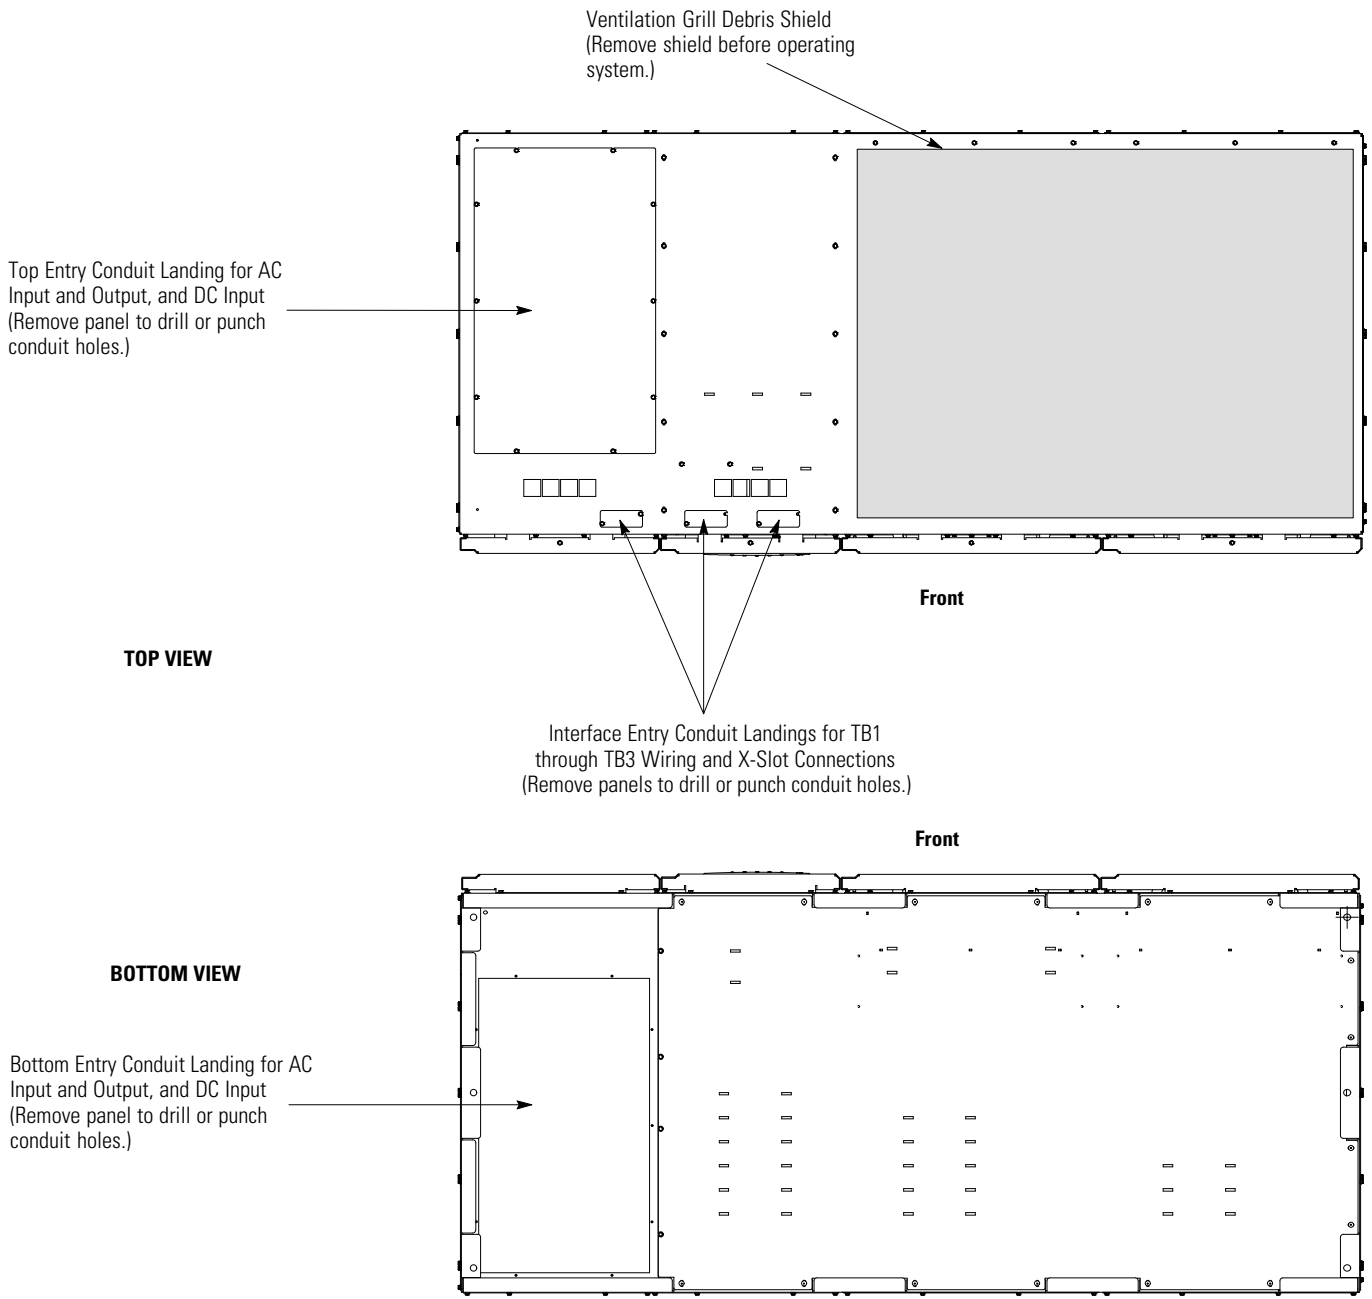 Ventilation Grill Debris Shield
(Remove shield before operating
system.)
Top Entry Conduit Landing for AC
Input and Output, and DC Input
(Remove panel to drill or punch
conduit holes.)
Front
TOP VIEW
Interface Entry Conduit Landings for TB1
through TB3 Wiring and X-Slot Connections
(Remove panels to drill or punch conduit holes.)
Front
BOTTOM VIEW
Bottom Entry Conduit Landing for AC
Input and Output, and DC Input
(Remove panel to drill or punch
conduit holes.)